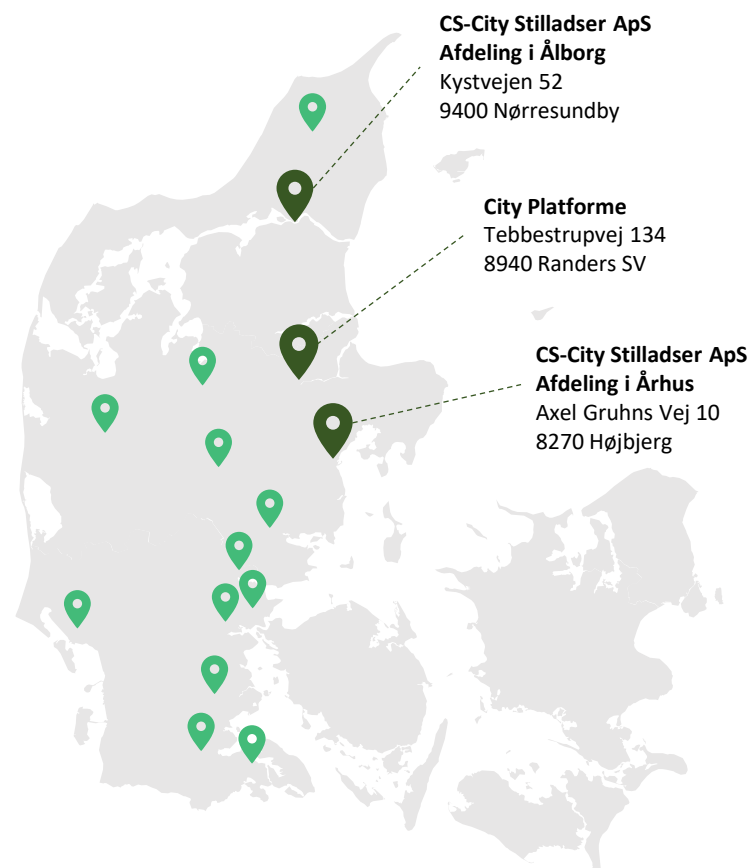 CS-City Stilladser ApS
Afdeling i Ålborg
Kystvejen 52
9400 Nørresundby
City Platforme
Tebbestrupvej 134
8940 Randers SV
CS-City Stilladser ApS
Afdeling i Århus
Axel Gruhns Vej 10
8270 Højbjerg